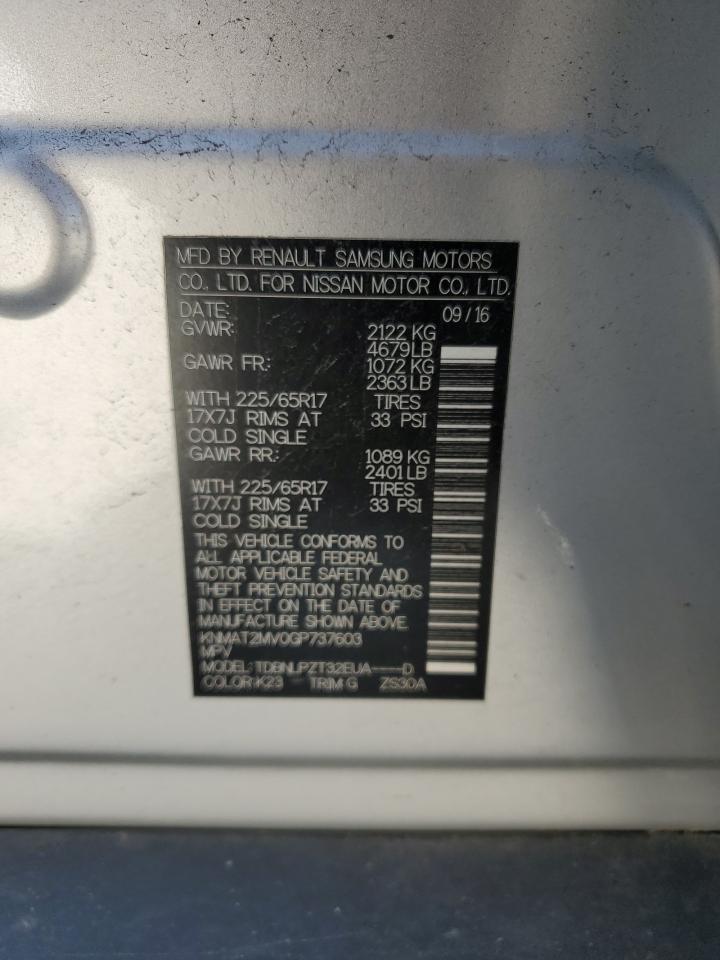 MFD BY RENAULT SAMSUNG MOTORS
CO., LTD. FOR NISSAN MOTOR CO., LTD.
DATE: 09/16
GVWR: 2122 KG
4679LB
GAWR FR: 1072 KG
2363LB
WITH 225/65R17 TIRES
17X7J RIMS AT 33 PSI
COLD SINGLE
GAWR RR: 1089 KG
2401LB
WITH 225/65R17 TIRES
17X7J RIMS AT 33 PSI
COLD SINGLE
THIS VEHICLE CONFORMS TO
ALL APPLICABLE FEDERAL
MOTOR VEHICLE SAFETY AND
THEFT PREVENTION STANDARDS
IN EFFECT ON THE DATE OF
MANUFACTURE SHOWN ABOVE.
KNMAT2MV0GP737603
MPV
MODEL: TDBNLPZT32EUA----D
COLOR: K23 TRIM: G ZS30A